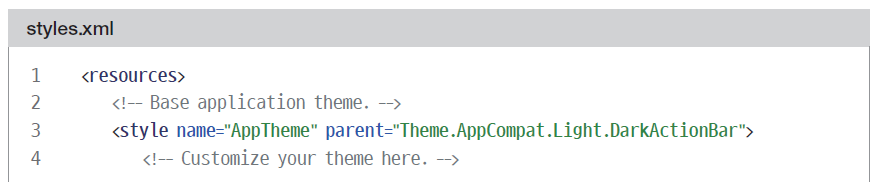 styles.xml
1 <resources>
2 <!-- Base application theme. -->
3 <style name="AppTheme" parent="Theme.AppCompat.Light.DarkActionBar">
4 <!-- Customize your theme here. -->